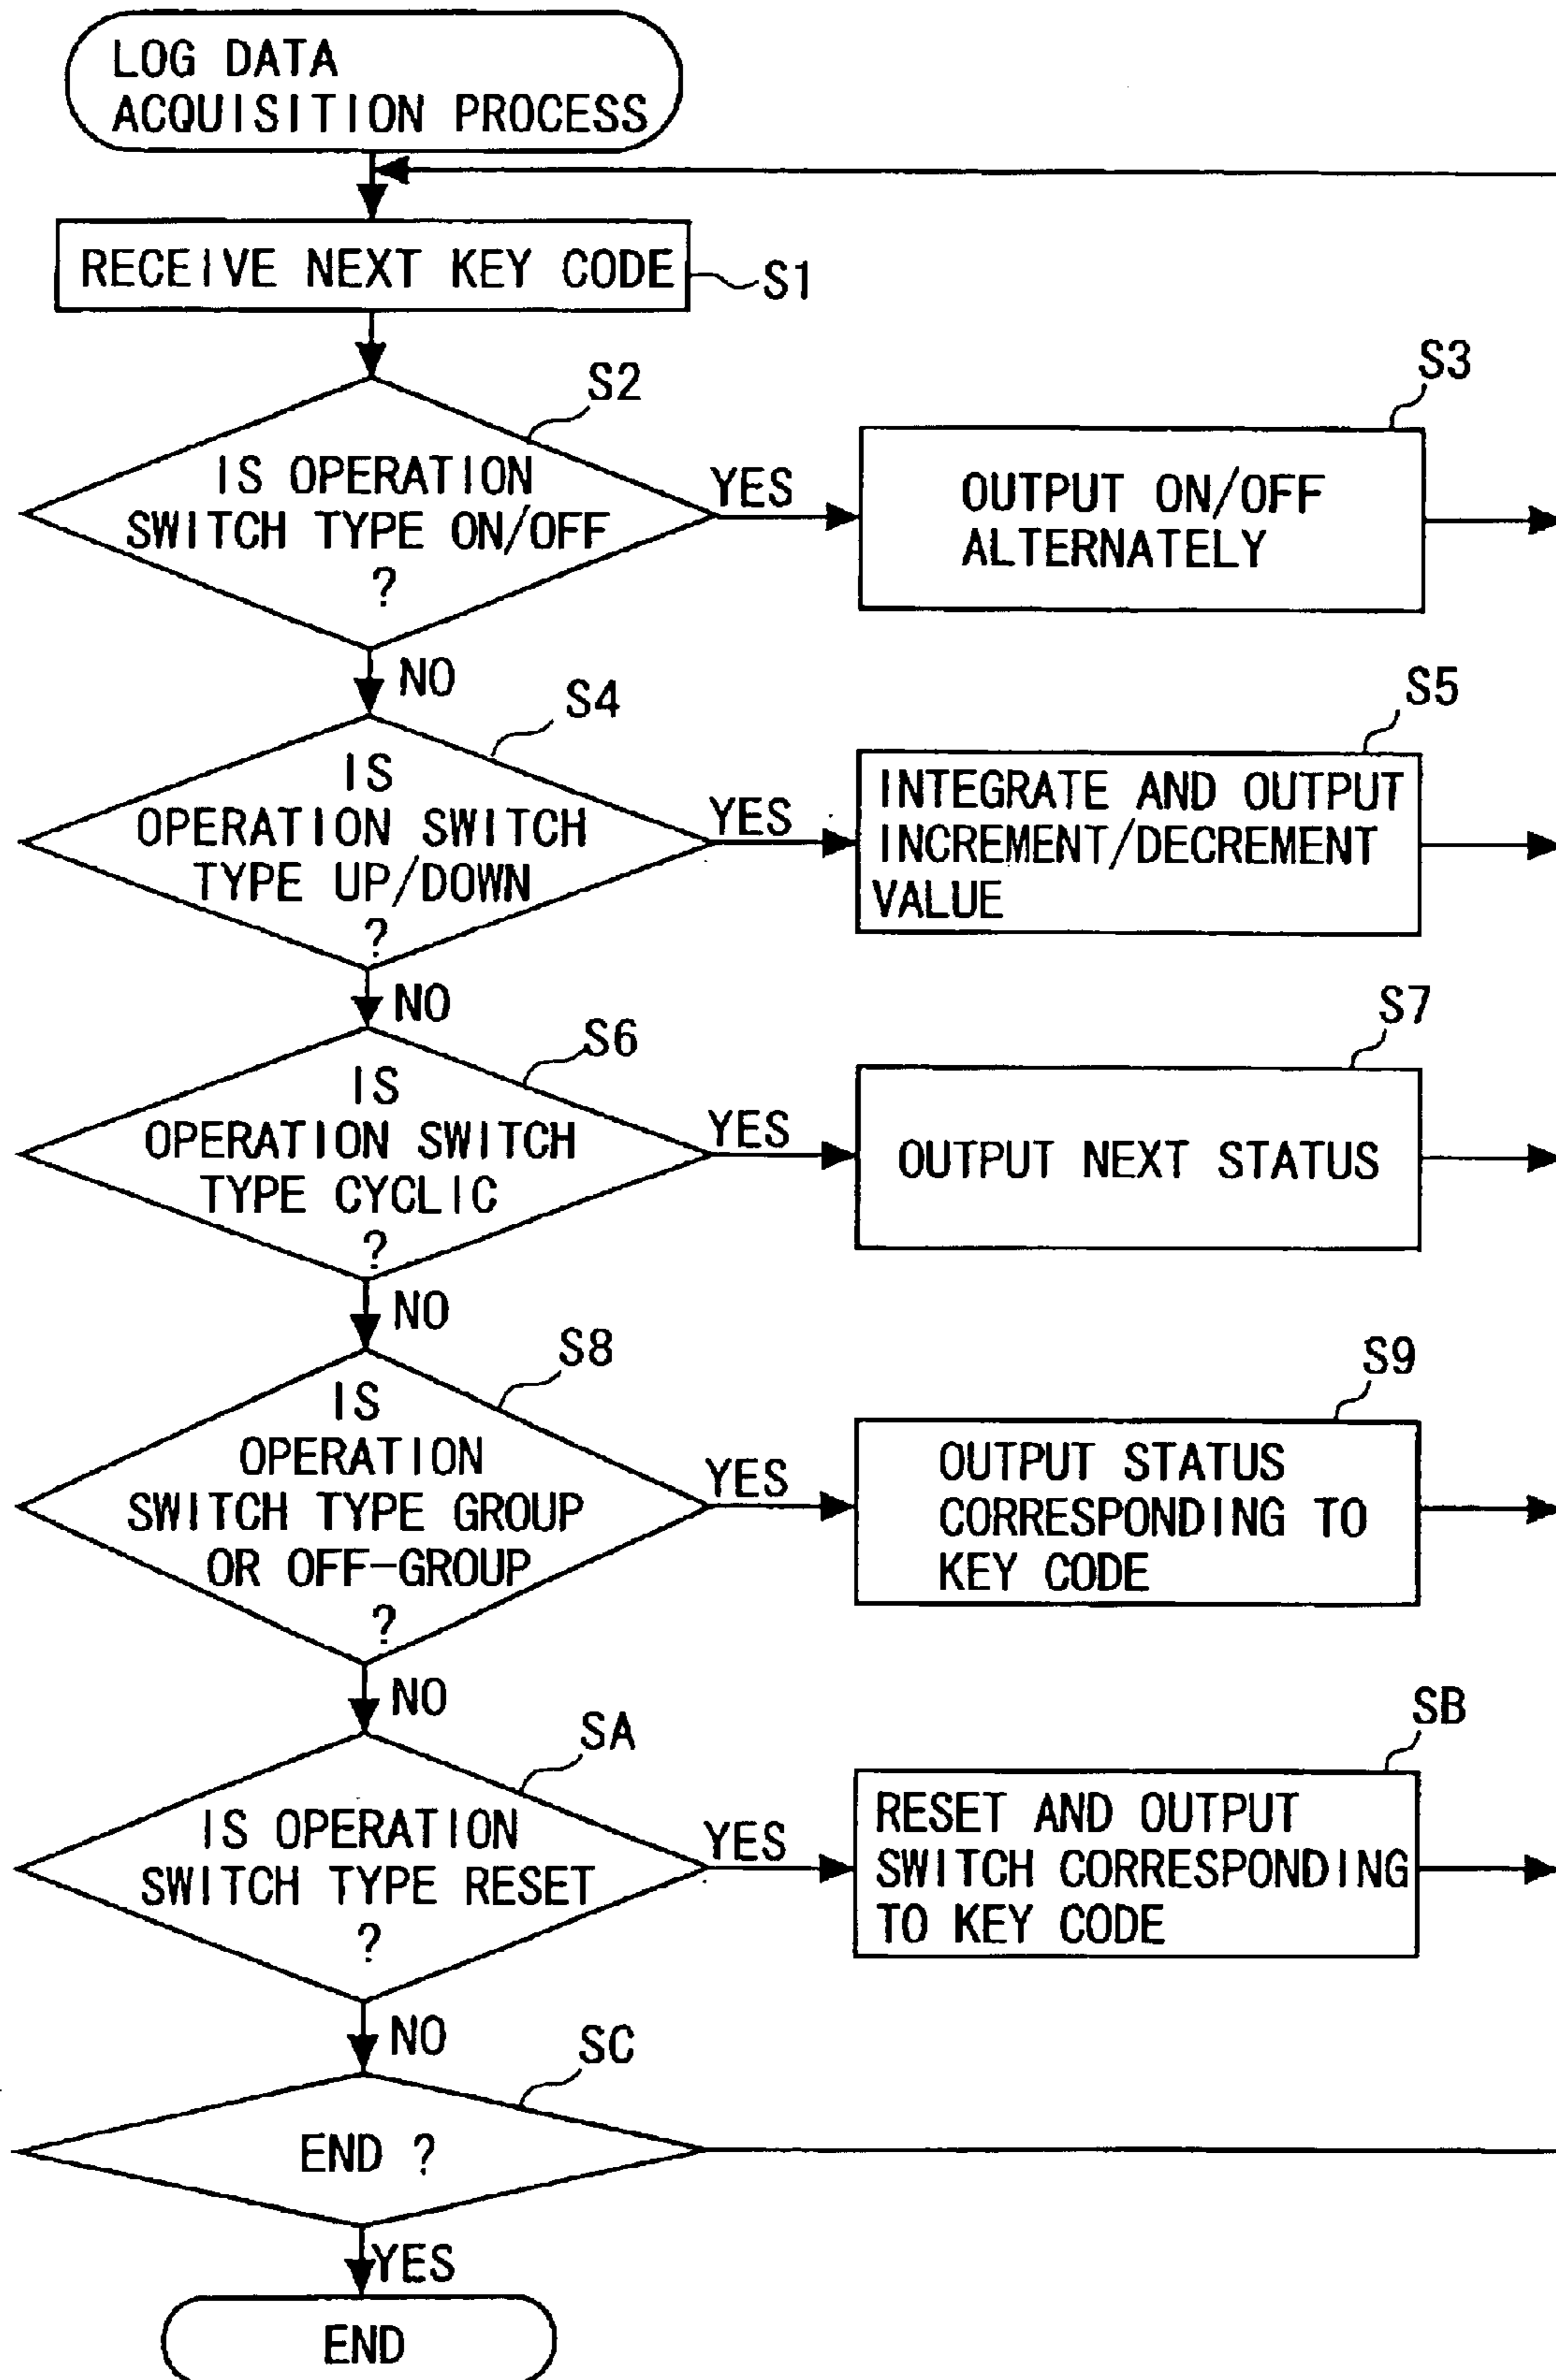 LOG DATA
ACQUISITION PROCESS
RECEIVE NEXT KEY CODE
S1
S2
IS OPERATION
SWITCH TYPE ON/OFF
?
YES
S3
OUTPUT ON/OFF
ALTERNATELY
NO
S4
IS
OPERATION SWITCH
TYPE UP/DOWN
?
YES
S5
INTEGRATE AND OUTPUT
INCREMENT/DECREMENT
VALUE
NO
S6
IS
OPERATION SWITCH
TYPE CYCLIC
?
YES
S7
OUTPUT NEXT STATUS
NO
S8
IS
OPERATION
SWITCH TYPE GROUP
OR OFF-GROUP
?
YES
S9
OUTPUT STATUS
CORRESPONDING TO
KEY CODE
NO
SA
IS OPERATION
SWITCH TYPE RESET
?
YES
SB
RESET AND OUTPUT
SWITCH CORRESPONDING
TO KEY CODE
NO
SC
END ?
YES
END